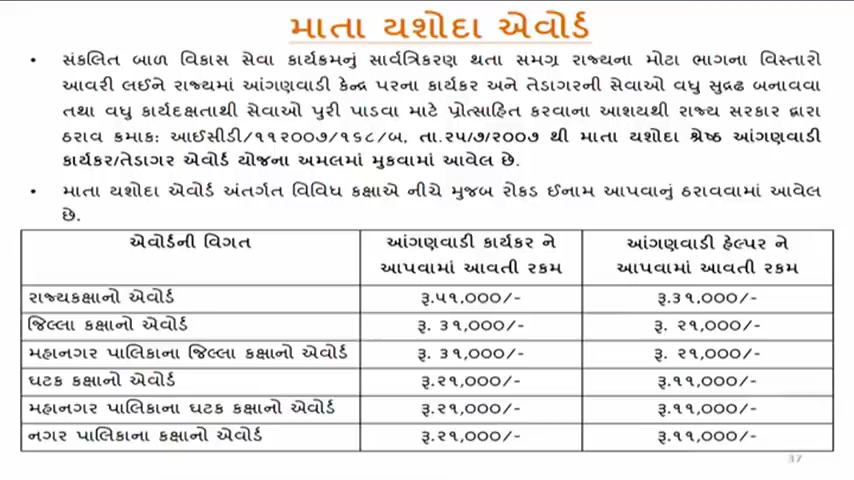 માતા યશોદા એવોર્ડ
• સંકલિત બાળ વિકાસ સેવા કાર્યક્રમનું સાર્વત્રિકરણ થતા સમગ્ર રાજ્યના મોટા ભાગના વિસ્તારો
આવરી લઈને રાજ્યમાં આંગણવાડી કેન્દ્ર પરના કાર્યકર અને તેડાગરની સેવાઓ વધુ સુદ્રઢ બનાવવા
તથા વધુ કાર્યદક્ષતાથી સેવાઓ પુરી પાડવા માટે પ્રોત્સાહિત કરવાના આશયથી રાજ્ય સરકાર દ્વારા
ઠરાવ ક્રમાક: આઈસીડી/૧૧૨૦૦૭/૧૬૮/બ, તા.૨૫/૭/૨૦૦૭ થી માતા યશોદા શ્રેષ્ઠ આંગણવાડી
કાર્યકર/તેડાગર એવોર્ડ યોજના અમલમાં મુકવામાં આવેલ છે.
• માતા યશોદા એવોર્ડ અંતર્ગત વિવિધ કક્ષાએ નીચે મુજબ રોકડ ઈનામ આપવાનું ઠરાવવામાં આવેલ
છે.
એવોર્ડની વિગત આંગણવાડી કાર્યકર ને આંગણવાડી હેલ્પર ને
આપવામાં આવતી રકમ આપવામાં આવતી રકમ
રાજ્યકક્ષાનો એવોર્ડ રૂ.૫૧,૦૦૦/- રૂ.૩૧,૦૦૦/-
જિલ્લા કક્ષાનો એવોર્ડ રૂ. ૩૧,૦૦૦/- રૂ. ૨૧,૦૦૦/-
મહાનગર પાલિકાના જિલ્લા કક્ષાનો એવોર્ડ રૂ. ૩૧,૦૦૦/- રૂ. ૨૧,૦૦૦/-
ઘટક કક્ષાનો એવોર્ડ રૂ.૨૧,૦૦૦/- રૂ.૧૧,૦૦૦/-
મહાનગર પાલિકાના ઘટક કક્ષાનો એવોર્ડ રૂ.૨૧,૦૦૦/- રૂ.૧૧,૦૦૦/-
નગર પાલિકાના કક્ષાનો એવોર્ડ રૂ.૨૧,૦૦૦/- રૂ.૧૧,૦૦૦/-
37